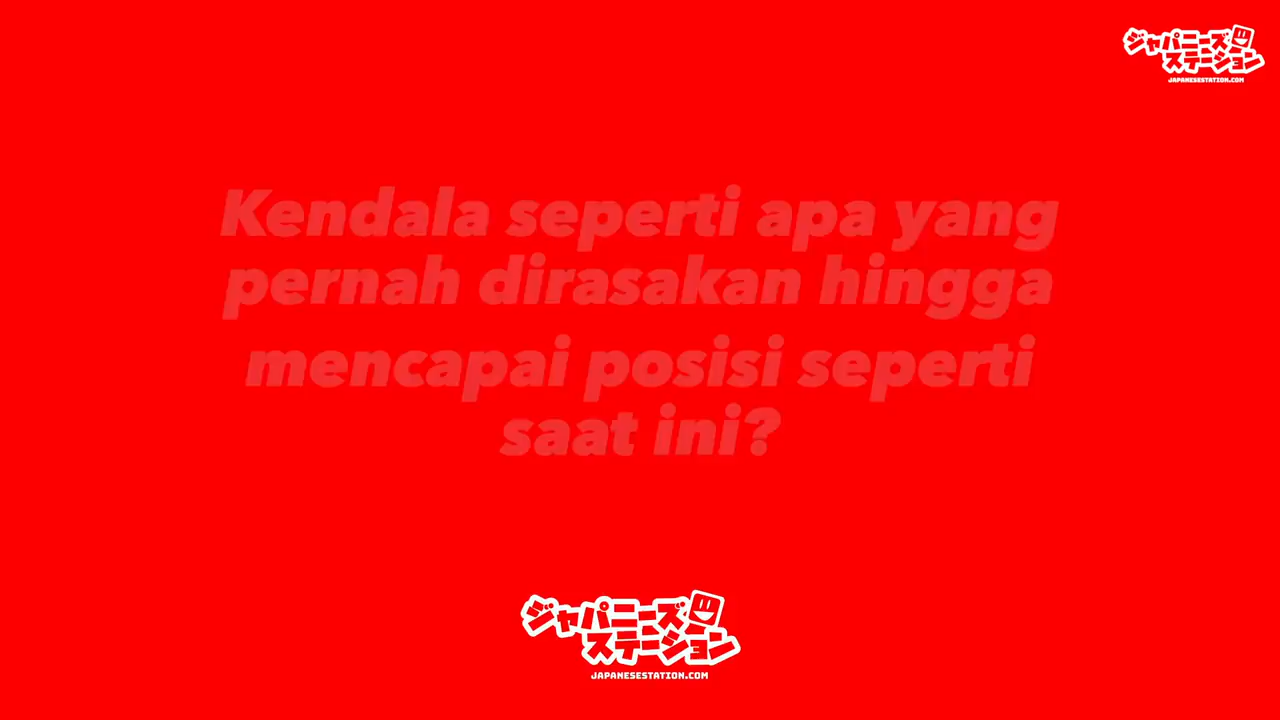 ジャパニーズ
ステーション
JAPANESESTATION.COM
Kendala seperti apa yang
pernah dirasakan hingga
mencapai posisi seperti
saat ini?
ジャパニーズ
ステーション
JAPANESESTATION.COM